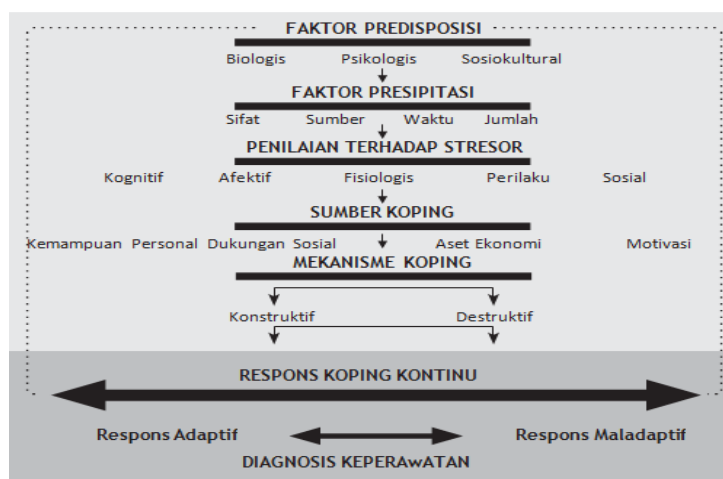 FAKTOR PREDISPOSISI
Biologis Psikologis Sosiokultural
FAKTOR PRESIPITASI
Sifat Sumber Waktu Jumlah
PENILAIAN TERHADAP STRESOR
Kognitif Afektif Fisiologis Perilaku Sosial
SUMBER KOPING
Kemampuan Personal Dukungan Sosial Aset Ekonomi Motivasi
MEKANISME KOPING
Konstruktif Destruktif
RESPONS KOPING KONTINU
Respons Adaptif Respons Maladaptif
DIAGNOSIS KEPERAwATAN